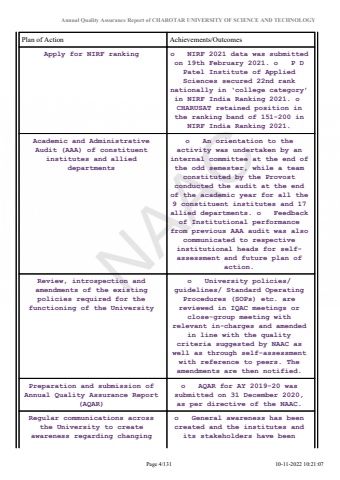 Annual Quality Assurance Report of CHAROTAR UNIVERSITY OF SCIENCE AND TECHNOLOGY
Plan of Action
Achievements/Outcomes
Apply for NIRF ranking
o NIRF 2021 data was submitted
on 19th February 2021. o P D
Patel Institute of Applied
Sciences secured 22nd rank
nationally in 'college category'
in NIRF India Ranking 2021. o
CHARUSAT retained position in
the ranking band of 151-200 in
NIRF India Ranking 2021.
Academic and Administrative
Audit (AAA) of constituent
institutes and allied
departments
o An orientation to the
activity was undertaken by an
internal committee at the end of
the odd semester, while a team
constituted by the Provost
conducted the audit at the end
of the academic year for all the
9 constituent institutes and 17
allied departments. o Feedback
of Institutional performance
from previous AAA audit was also
communicated to respective
institutional heads for self-
assessment and future plan of
action.
Review, introspection and
amendments of the existing
policies required for the
functioning of the University
o University policies/
guidelines/ Standard Operating
Procedures (SOPs) etc. are
reviewed in IQAC meetings or
close-group meeting with
relevant in-charges and amended
in line with the quality
criteria suggested by NAAC as
well as through self-assessment
with reference to peers. The
amendments are then notified.
Preparation and submission of
Annual Quality Assurance Report
(AQAR)
o AQAR for AY 2019-20 was
submitted on 31 December 2020,
as per directive of the NAAC.
Regular communications across
the University to create
awareness regarding changing
o General awareness has been
created and the institutes and
its stakeholders have been
NAAC
Page 4/131
10-11-2022 10:21:07